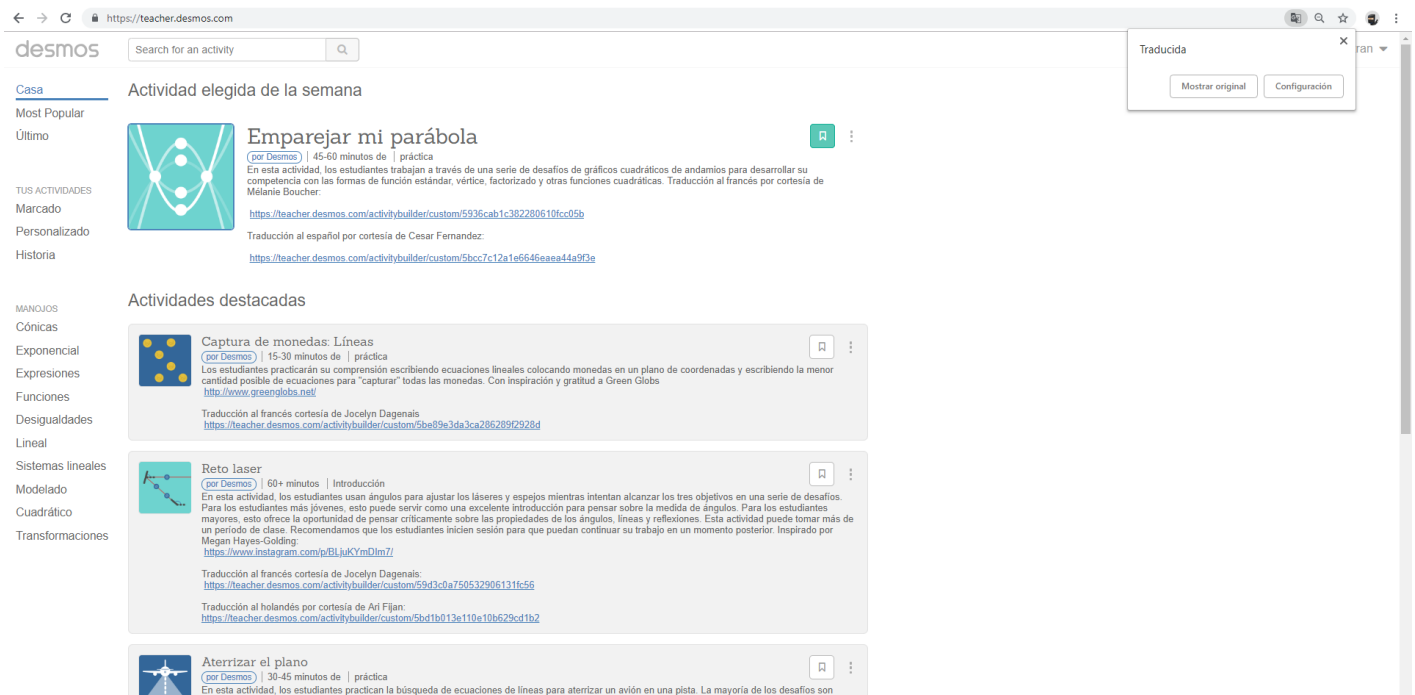 https://teacher.desmos.com
desmos
Search for an activity
ran
Traducida
Mostrar original
Configuración
Casa
Most Popular
Último
TUS ACTIVIDADES
Marcado
Personalizado
Historia
MANOJOS
Cónicas
Exponencial
Expresiones
Funciones
Desigualdades
Lineal
Sistemas lineales
Modelado
Cuadrático
Transformaciones
Actividad elegida de la semana
Emparejar mi parábola
por Desmos | 45-60 minutos de | práctica
En esta actividad, los estudiantes trabajan a través de una serie de desafíos de gráficos cuadráticos de andamios para desarrollar su
competencia con las formas de función estándar, vértice, factorizado y otras funciones cuadráticas. Traducción al francés por cortesía de
Mélanie Boucher:
https://teacher.desmos.com/activitybuilder/custom/5936cab1c382280610fcc05b
Traducción al español por cortesía de Cesar Fernandez:
https://teacher.desmos.com/activitybuilder/custom/5bcc7c12a1e6646eaea44a9f3e
Actividades destacadas
Captura de monedas: Líneas
por Desmos | 15-30 minutos de | práctica
Los estudiantes practicarán su comprensión escribiendo ecuaciones lineales colocando monedas en un plano de coordenadas y escribiendo la menor
cantidad posible de ecuaciones para "capturar" todas las monedas. Con inspiración y gratitud a Green Globs
http://www.greenglobs.net/
Traducción al francés cortesía de Jocelyn Dagenais
https://teacher.desmos.com/activitybuilder/custom/5be89e3da3ca286289f2928d
Reto laser
por Desmos | 60+ minutos | Introducción
En esta actividad, los estudiantes usan ángulos para ajustar los láseres y espejos mientras intentan alcanzar los tres objetivos en una serie de desafíos.
Para los estudiantes más jóvenes, esto puede servir como una excelente introducción para pensar sobre la medida de ángulos. Para los estudiantes
mayores, esto ofrece la oportunidad de pensar críticamente sobre las propiedades de los ángulos, líneas y reflexiones. Esta actividad puede tomar más de
un período de clase. Recomendamos que los estudiantes inicien sesión para que puedan continuar su trabajo en un momento posterior. Inspirado por
Megan Hayes-Golding:
https://www.instagram.com/p/BLjuKYmDIm7/
Traducción al francés cortesía de Jocelyn Dagenais:
https://teacher.desmos.com/activitybuilder/custom/59d3c0a750532906131fc56
Traducción al holandés por cortesía de Ari Fijan:
https://teacher.desmos.com/activitybuilder/custom/5bd1b013e110e10b629cd1b2
Aterrizar el plano
por Desmos | 30-45 minutos de | práctica
En esta actividad, los estudiantes practican la búsqueda de ecuaciones de líneas para aterrizar un avión en una pista. La mayoría de los desafíos son